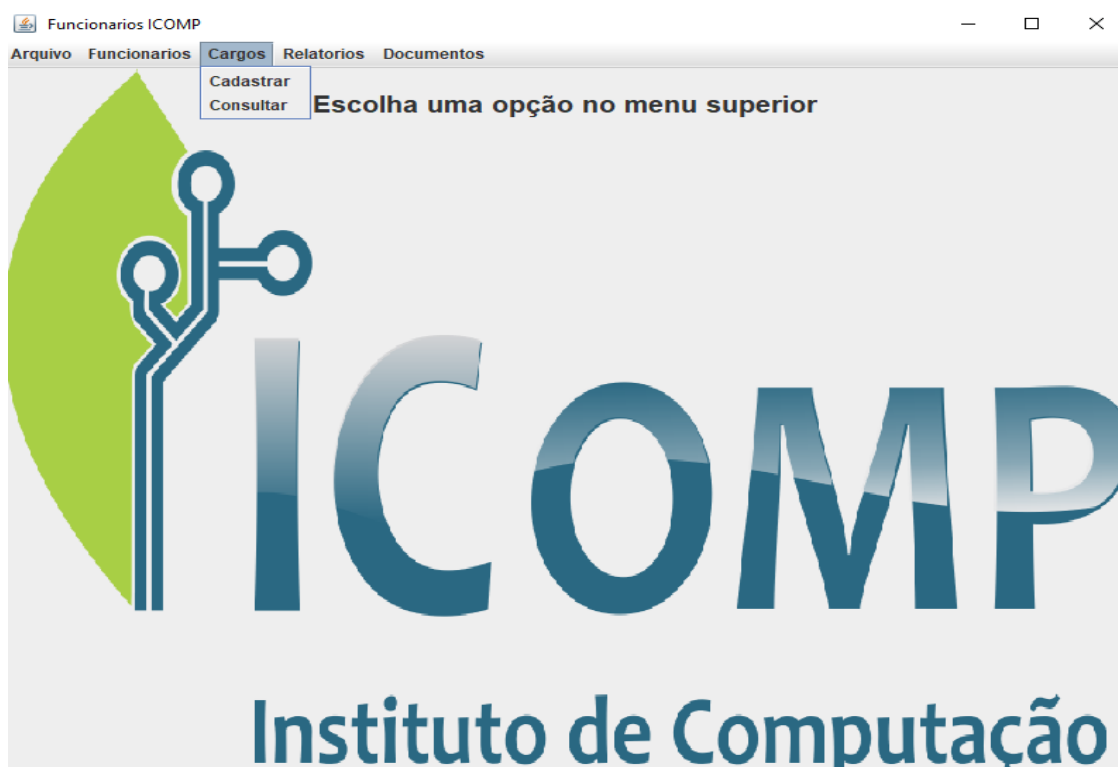 Funcionarios ICOMP
Arquivo Funcionarios Cargos Relatorios Documentos
Cadastrar
Consultar
Escolha uma opção no menu superior
ICOMP
Instituto de Computação